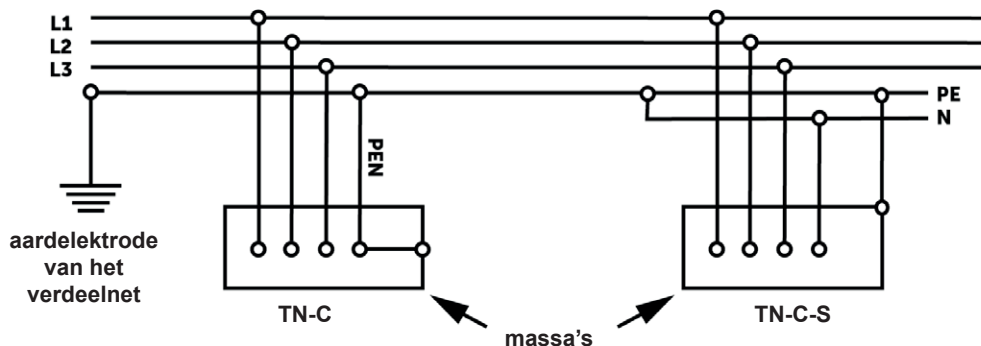 L1
L2
L3
PE
N
PEN
aardelektrode
van het
verdeelnet
TN-C
TN-C-S
massa's